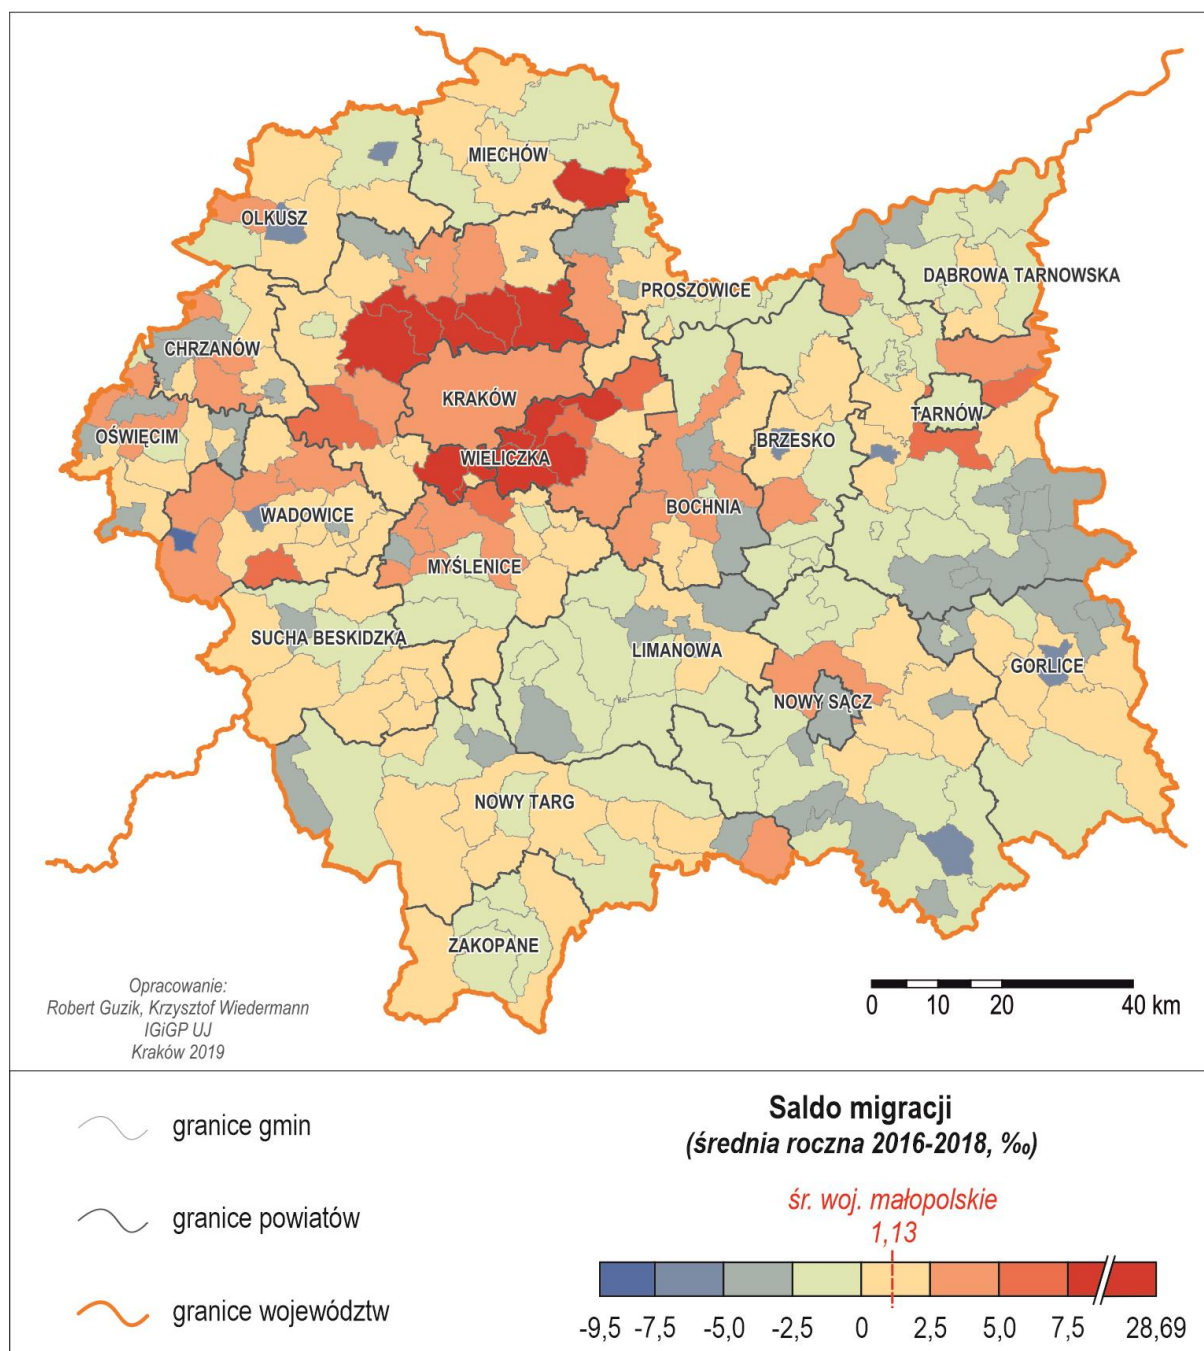 MIECHÓW
OLKUSZ
DĄBROWA TARNOWSKA
PROSZOWICE
CHRZANÓW
KRAKÓW
TARNÓW
OŚWIĘCIM
BRZESKO
WIELICZKA
BOCHNIA
WADOWICE
MYŚLENICE
SUCHA BESKIDZKA
LIMANOWA
GORLICE
NOWY SĄCZ
NOWY TARG
ZAKOPANE
Opracowanie:
Robert Guzik, Krzysztof Wiedermann
IGiGP UJ
Kraków 2019
0 10 20 40 km
granice gmin
granice powiatów
granice województw
Saldo migracji
(średnia roczna 2016-2018, ‰)
śr. woj. małopolskie
1,13
-9,5 -7,5 -5,0 -2,5 0 2,5 5,0 7,5 28,69